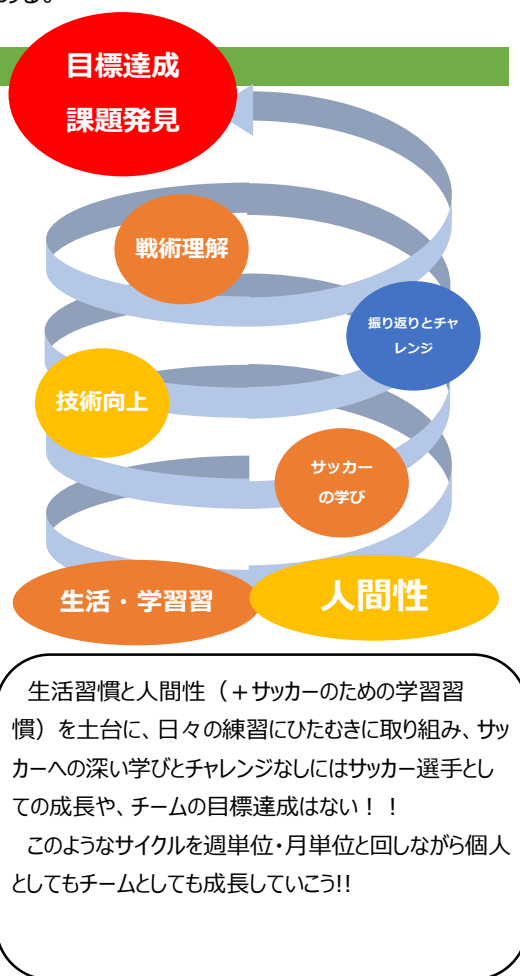 ある。
目標達成
課題発見
戦術理解
振り返りとチャ
レンジ
技術向上
サッカー
の学び
生活・学習習
人間性
生活習慣と人間性（＋サッカーのための学習習
慣）を土台に、日々の練習にひたむきに取り組み、サッ
カーへの深い学びとチャレンジなしにはサッカー選手とし
ての成長や、チームの目標達成はない！！
このようなサイクルを週単位・月単位と回しながら個人
としてもチームとしても成長していこう!!